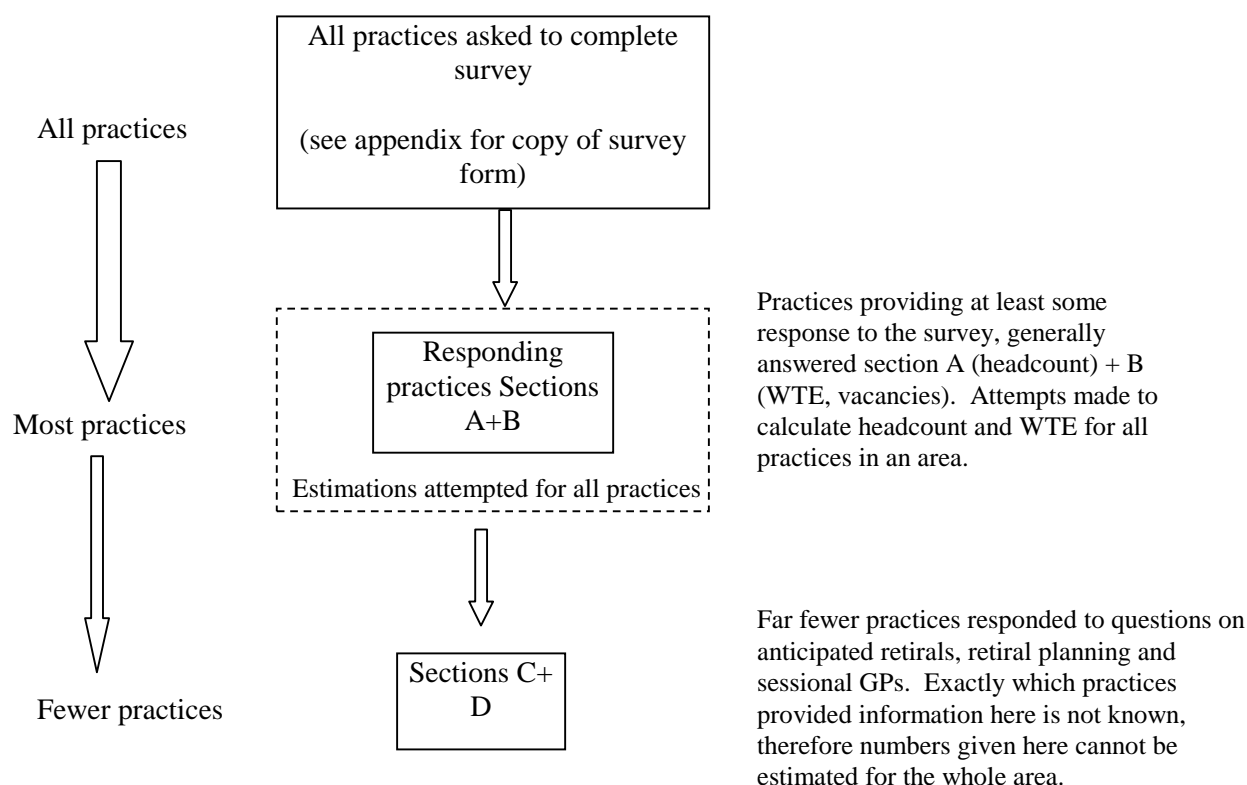 All practices asked to complete
survey
(see appendix for copy of survey
form)
All practices
Responding
practices Sections
A+B
Estimations attempted for all practices
Most practices
Practices providing at least some
response to the survey, generally
answered section A (headcount) + B
(WTE, vacancies).  Attempts made to
calculate headcount and WTE for all
practices in an area.
Sections C+
D
Fewer practices
Far fewer practices responded to questions on
anticipated retirals, retiral planning and
sessional GPs.  Exactly which practices
provided information here is not known,
therefore numbers given here cannot be
estimated for the whole area.